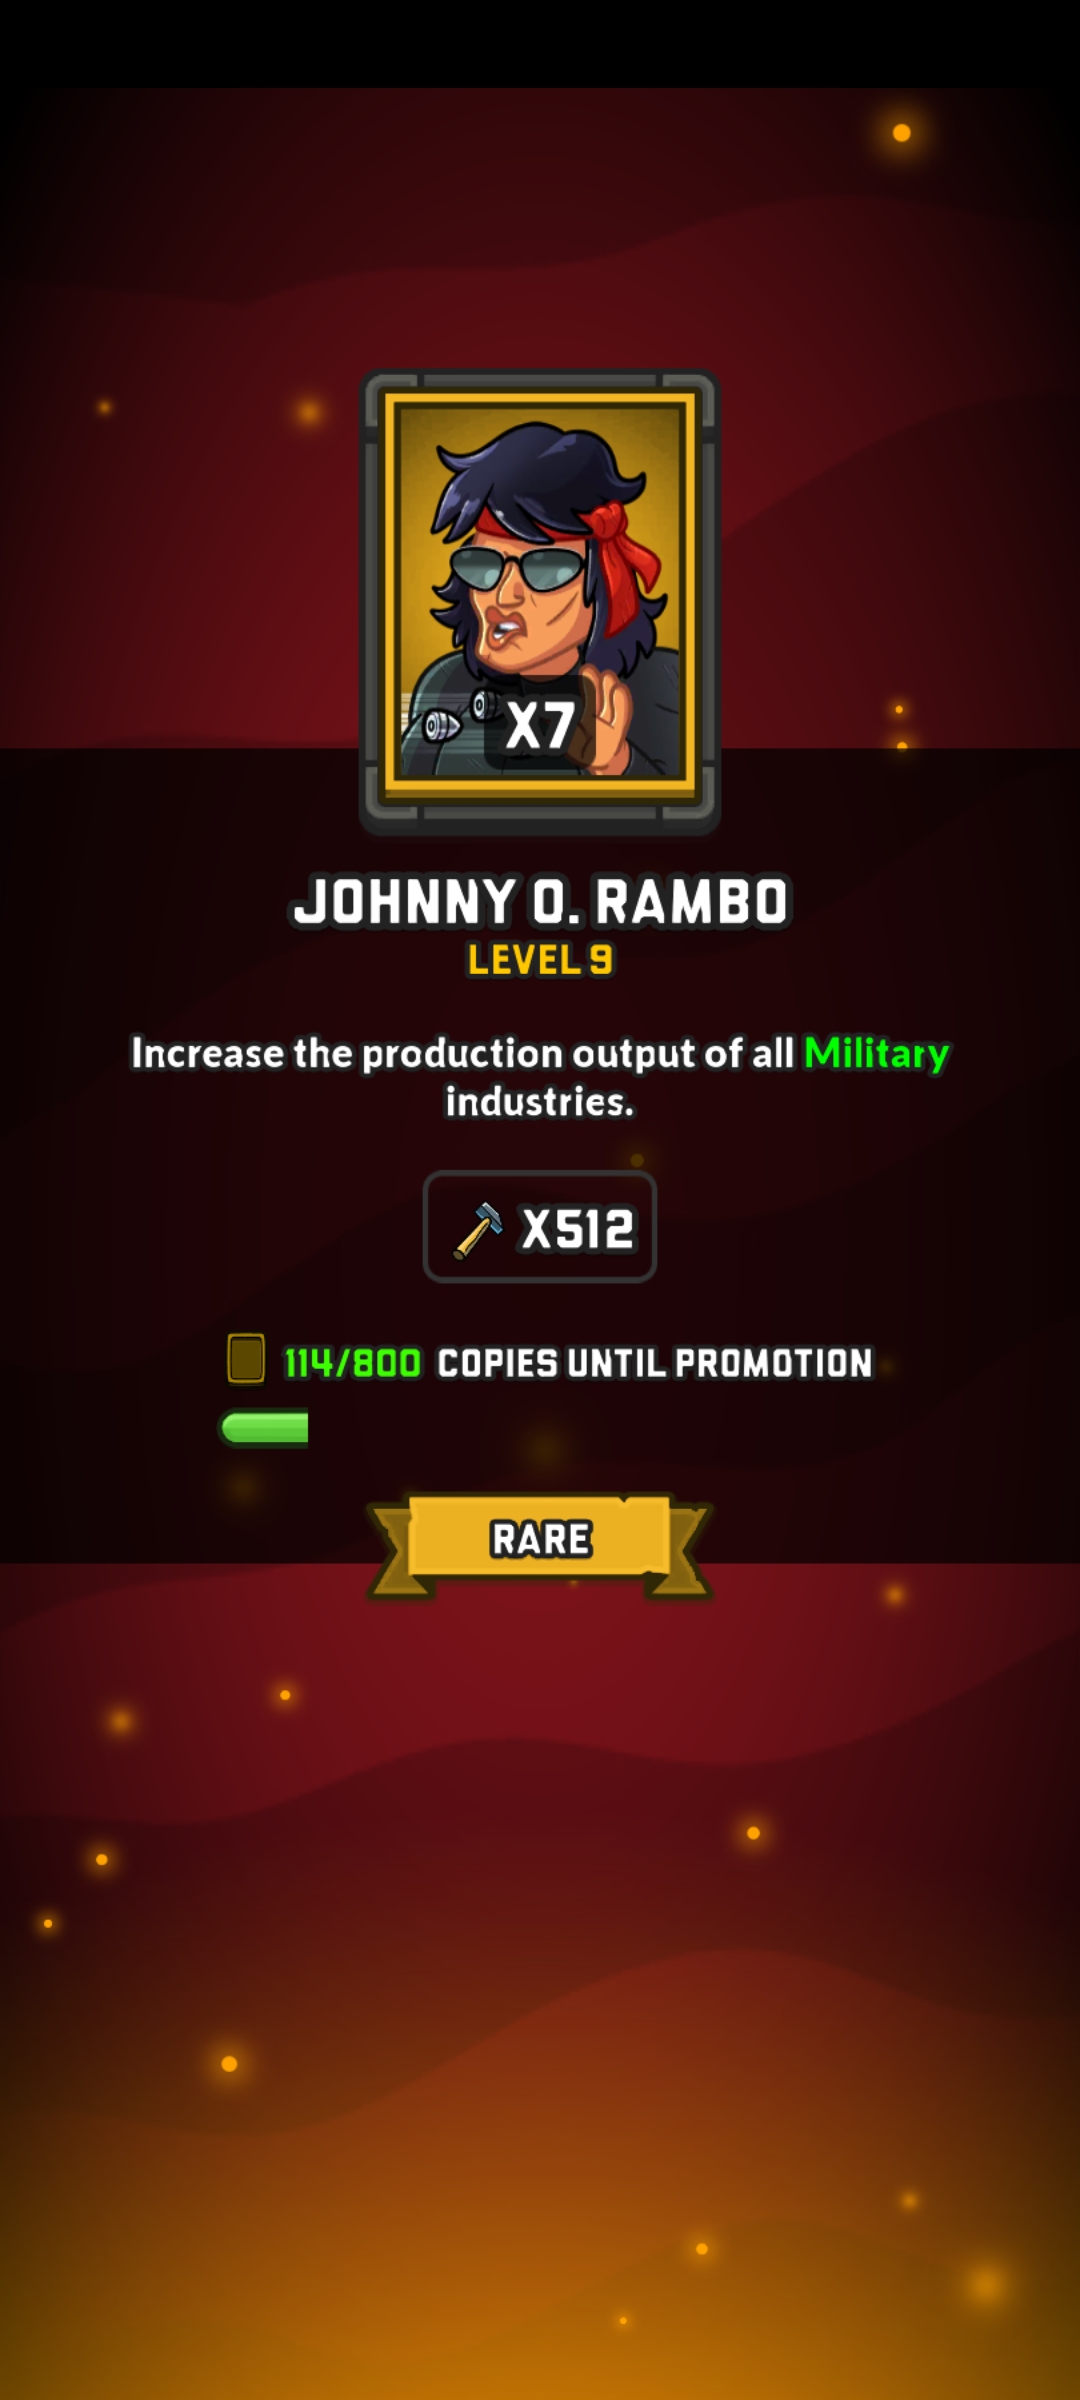 X7
JOHNNY O. RAMBO
LEVEL 9
Increase the production output of all Military
industries.
X512
114/800 COPIES UNTIL PROMOTION
RARE